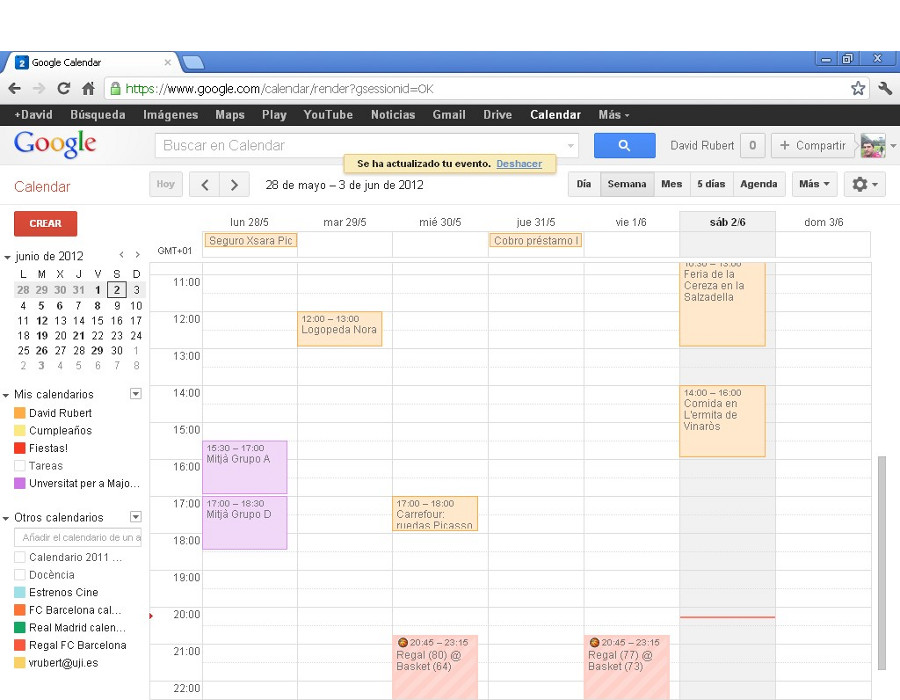 Google Calendar
https://www.google.com/calendar/render?gsessionid=OK
+David Búsqueda Imágenes Maps Play YouTube Noticias Gmail Drive Calendar Más
Google
Buscar en Calendar
David Rubert 0 + Compartir
Se ha actualizado tu evento. Deshacer
Calendar
Hoy
28 de mayo – 3 de jun de 2012
Día Semana Mes 5 días Agenda Más
CREAR
lun 28/5 mar 29/5 mié 30/5 jue 31/5 vie 1/6 sáb 2/6 dom 3/6
GMT+01
Seguro Xsara Pic
Cobro préstamo l
junio de 2012
L M X J V S D
28 29 30 31 1 2 3
4 5 6 7 8 9 10
11 12 13 14 15 16 17
18 19 20 21 22 23 24
25 26 27 28 29 30 1
2 3 4 5 6 7 8
Mis calendarios
David Rubert
Cumpleaños
Fiestas!
Tareas
Unversitat per a Majo...
Otros calendarios
Añadir el calendario de un a
Calendario 2011 ...
Docència
Estrenos Cine
FC Barcelona cal...
Real Madrid calen...
Regal FC Barcelona
vrubert@uji.es
11:00
12:00
13:00
14:00
15:00
16:00
17:00
18:00
19:00
20:00
21:00
22:00
15:30 – 17:00
Mitjà Grupo A
17:00 – 18:30
Mitjà Grupo D
12:00 – 13:00
Logopeda Nora
17:00 – 18:00
Carrefour:
ruedas Picasso
20:45 – 23:15
Regal (80) @
Basket (64)
20:45 – 23:15
Regal (77) @
Basket (73)
10:30 – 13:00
Feria de la
Cereza en la
Salzadella
14:00 – 16:00
Comida en
L'ermita de
Vinaròs